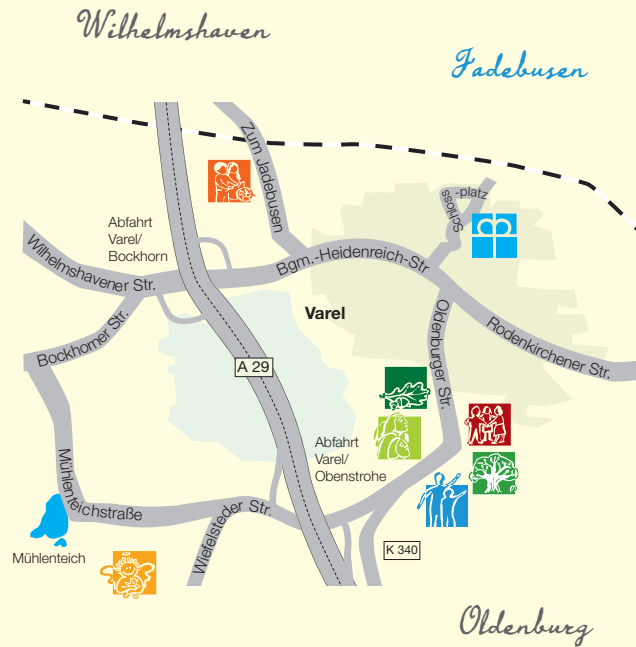 Wilhelmshaven
Jadebusen
Zum Jadebusen
Schloss
-platz
Abfahrt
Varel/
Bockhorn
Wilhelmshavener Str.
Bgm.-Heidenreich-Str
Bockhorner Str.
Varel
Oldenburger Str.
Rodenkirchener Str.
A 29
Abfahrt
Varel/
Obenstrohe
Mühlenteichstraße
Wiefelsteder Str.
Mühlenteich
K 340
Oldenburg